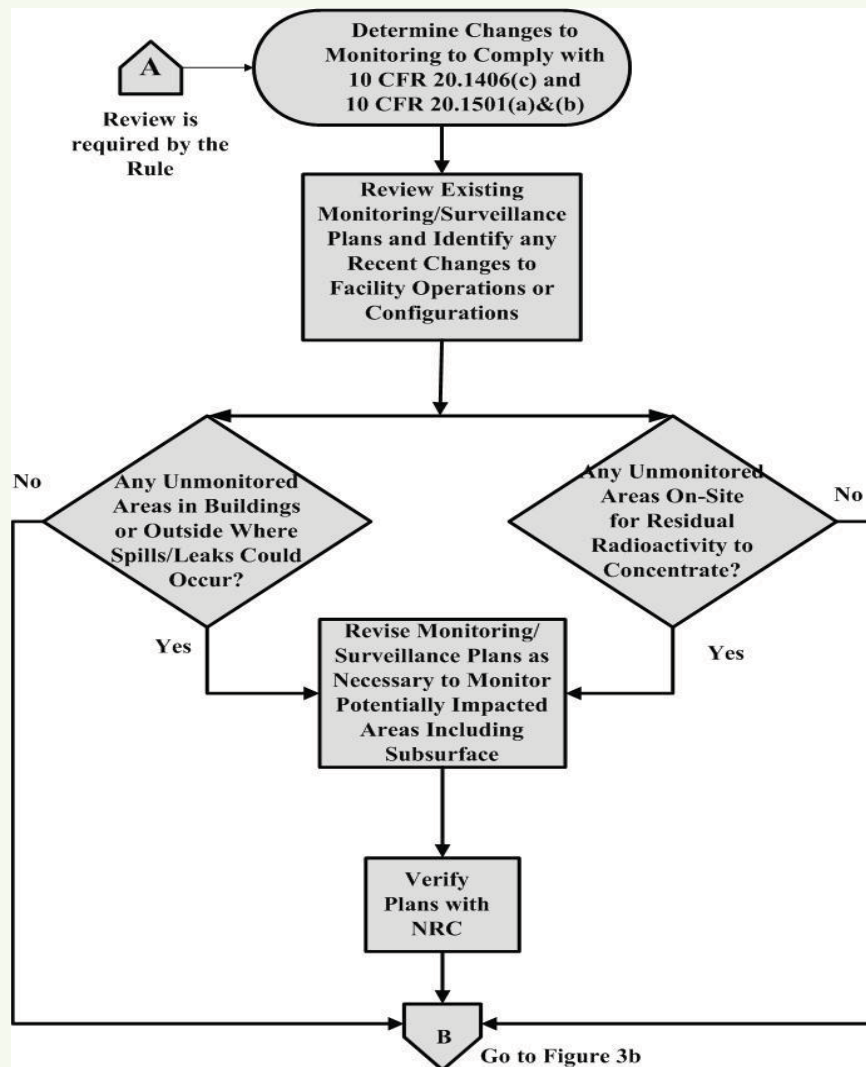 A
Review is
required by the
Rule
Determine Changes to
Monitoring to Comply with
10 CFR 20.1406(c) and
10 CFR 20.1501(a)&(b)
Review Existing
Monitoring/Surveillance
Plans and Identify any
Recent Changes to
Facility Operations or
Configurations
No
Any Unmonitored
Areas in Buildings
or Outside Where
Spills/Leaks Could
Occur?
Yes
Any Unmonitored
Areas On-Site
for Residual
Radioactivity to
Concentrate?
No
Yes
Revise Monitoring/
Surveillance Plans as
Necessary to Monitor
Potentially Impacted
Areas Including
Subsurface
Verify
Plans with
NRC
B
Go to Figure 3b